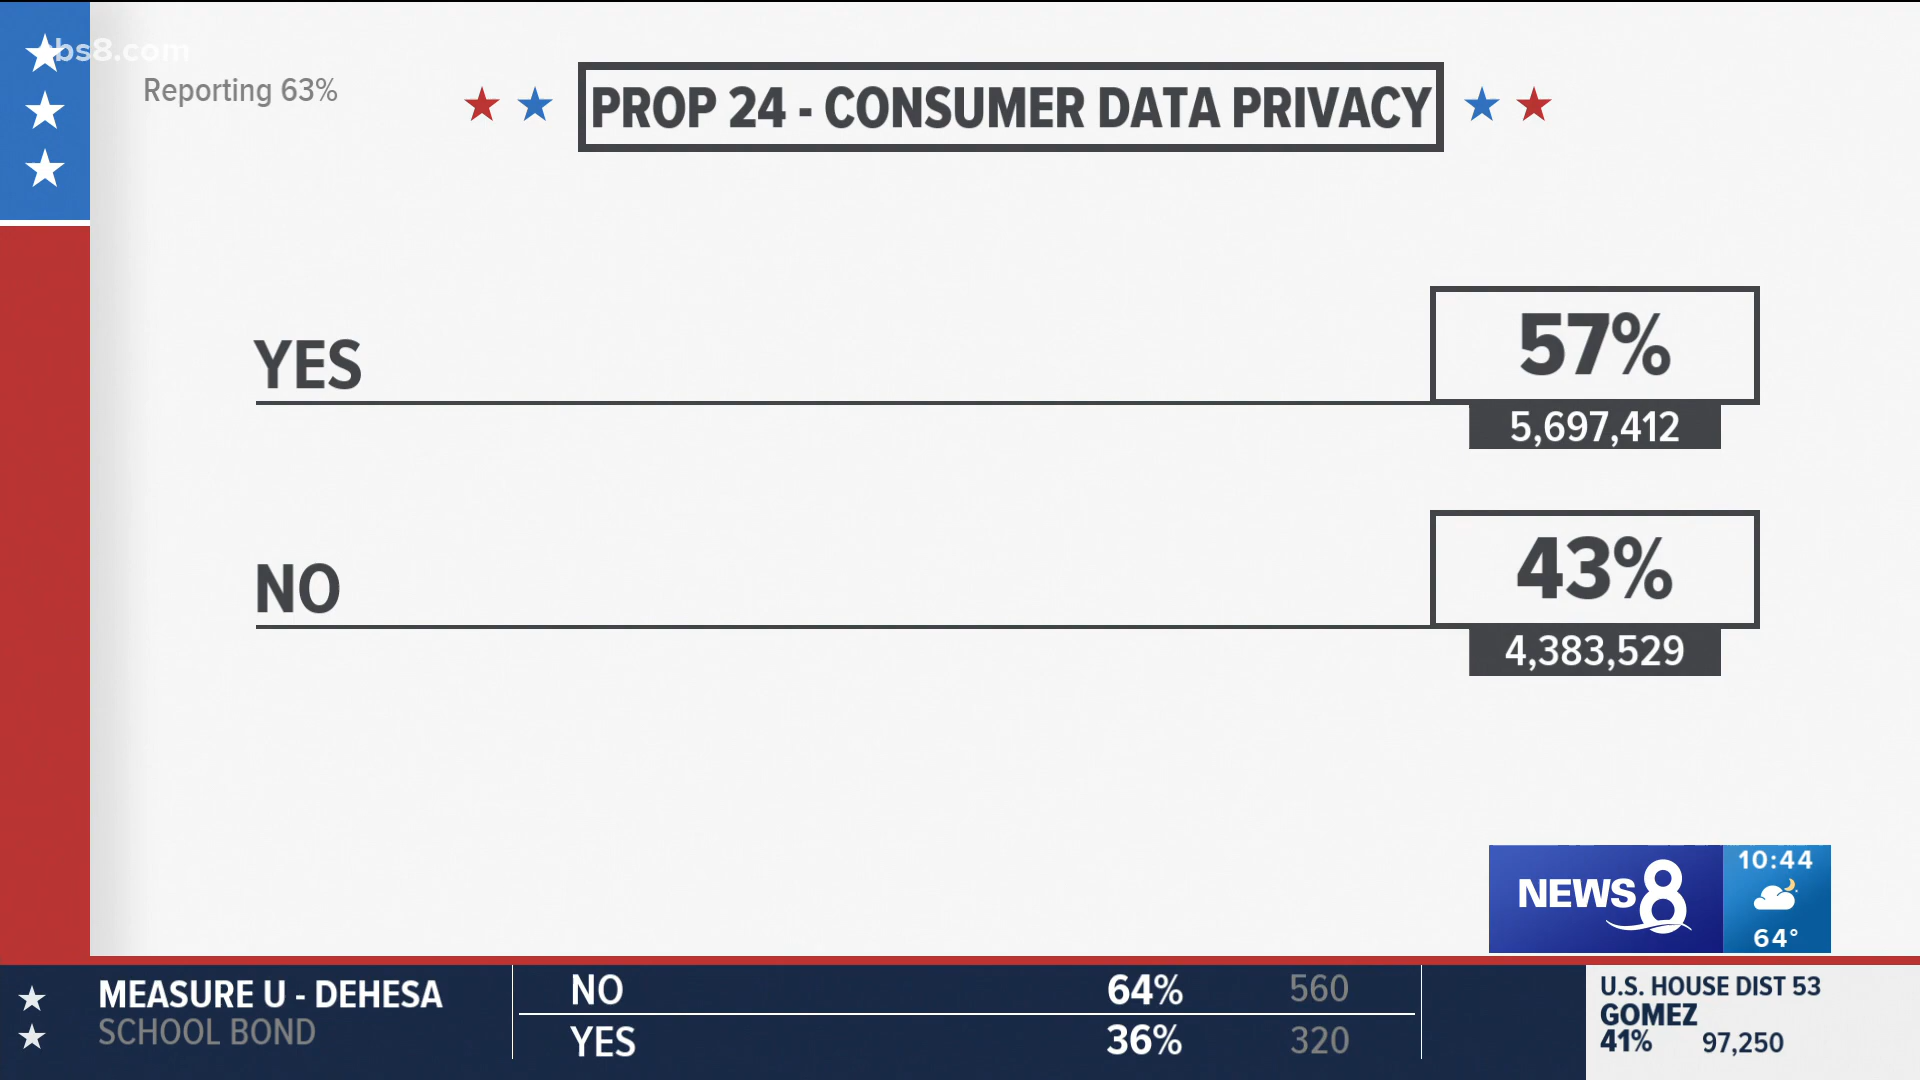 cbs8.com
Reporting 63%
PROP 24 - CONSUMER DATA PRIVACY
YES
57%
5,697,412
NO
43%
4,383,529
NEWS 8
10:44
64°
MEASURE U - DEHESA
SCHOOL BOND
NO 64% 560
YES 36% 320
U.S. HOUSE DIST 53
GOMEZ
41% 97,250